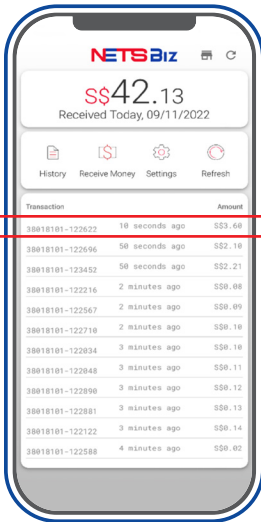 NETS BIZ
S$42.13
Received Today, 09/11/2022
History Receive Money Settings Refresh
Transaction Amount
38018101-122622 10 seconds ago S$3.60
38018101-122696 50 seconds ago S$2.10
38018101-123452 50 seconds ago S$2.21
38018101-122216 2 minutes ago S$0.08
38018101-122567 2 minutes ago S$0.09
38018101-122710 2 minutes ago S$0.10
38018101-122034 3 minutes ago S$0.10
38018101-122048 3 minutes ago S$0.11
38018101-122890 3 minutes ago S$0.12
38018101-122881 3 minutes ago S$0.13
38018101-122122 3 minutes ago S$0.14
38018101-122588 4 minutes ago S$0.02